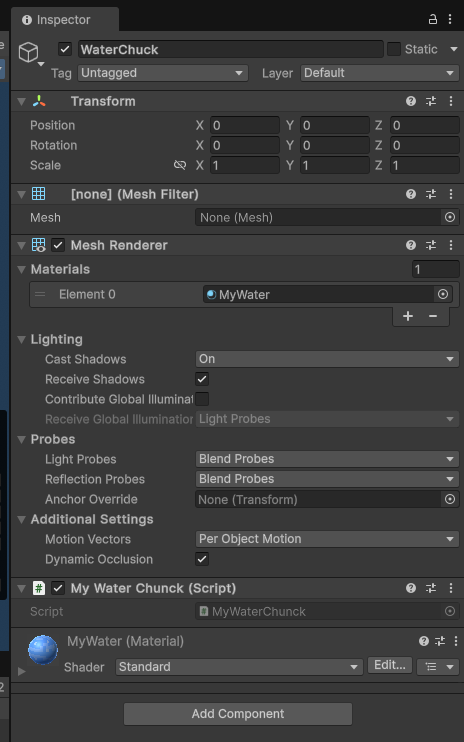 Inspector
WaterChuck Static
Tag Untagged Layer Default
Transform
Position X 0 Y 0 Z 0
Rotation X 0 Y 0 Z 0
Scale X 1 Y 1 Z 1
[none] (Mesh Filter)
Mesh None (Mesh)
Mesh Renderer
Materials 1
Element 0 MyWater
Lighting
Cast Shadows On
Receive Shadows
Contribute Global Illuminat
Receive Global Illumination Light Probes
Probes
Light Probes Blend Probes
Reflection Probes Blend Probes
Anchor Override None (Transform)
Additional Settings
Motion Vectors Per Object Motion
Dynamic Occlusion
# My Water Chunck (Script)
Script # MyWaterChunck
MyWater (Material)
Shader Standard Edit...
2
Add Component